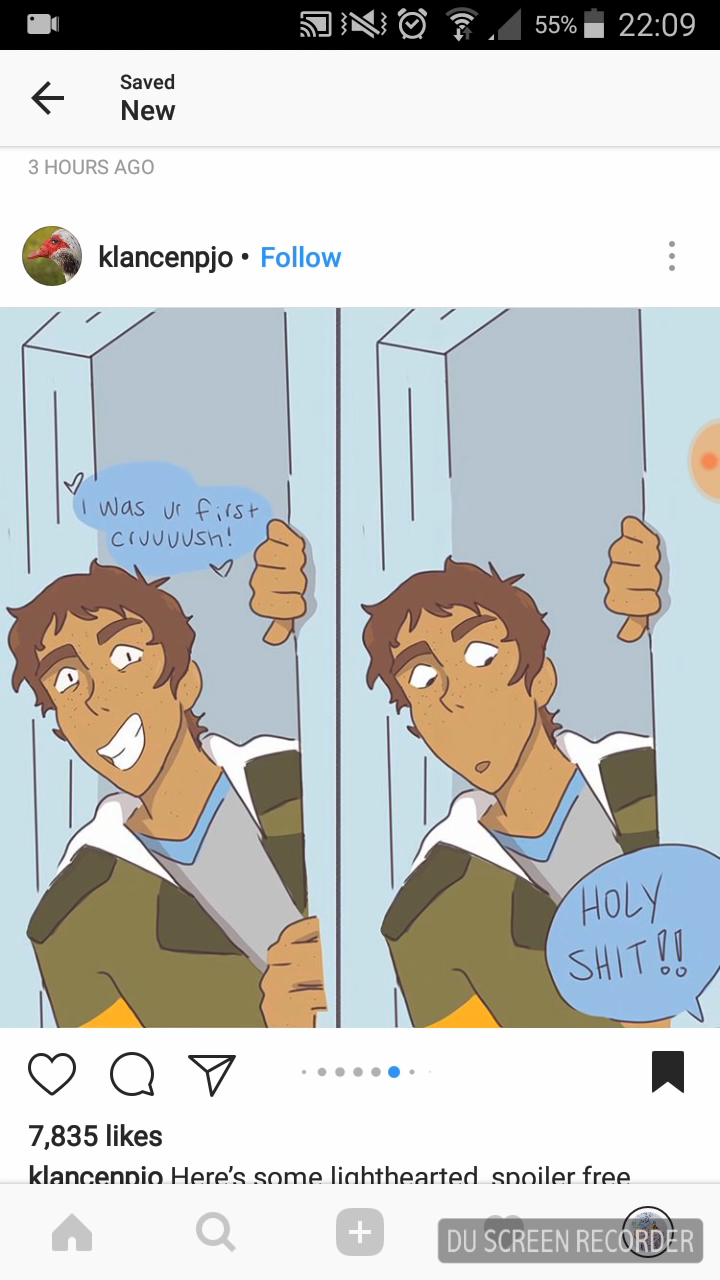 55% 22:09
Saved
New
3 HOURS AGO
klancenpjo • Follow
I was ur first
cruuuush!
HOLY
SHIT!!
7,835 likes
klancenpjo Here's some lighthearted, spoiler free
DU SCREEN RECORDER